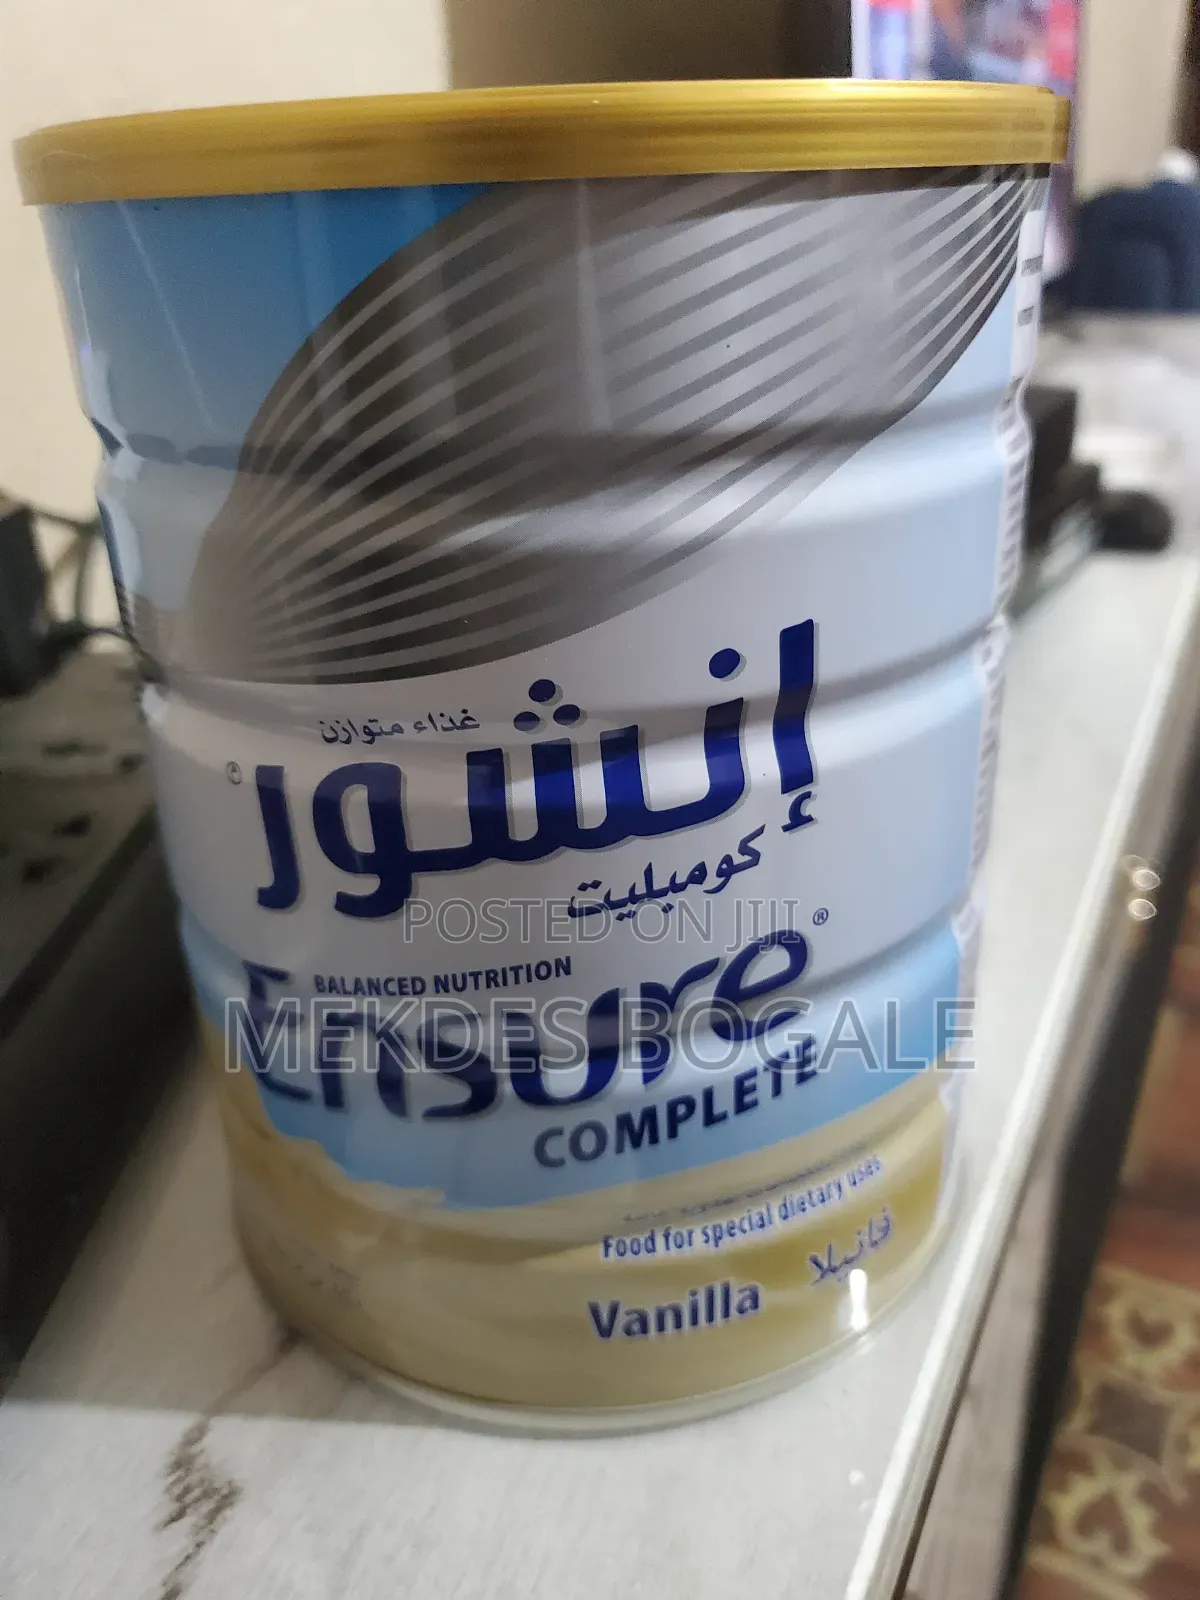 غذاء متوازن
إنشور
كومبليت
POSTED ON JIJI
BALANCED NUTRITION
Ensure
MEKDES BOGALE
COMPLETE
Food for special dietary uses
Vanilla فانيلا